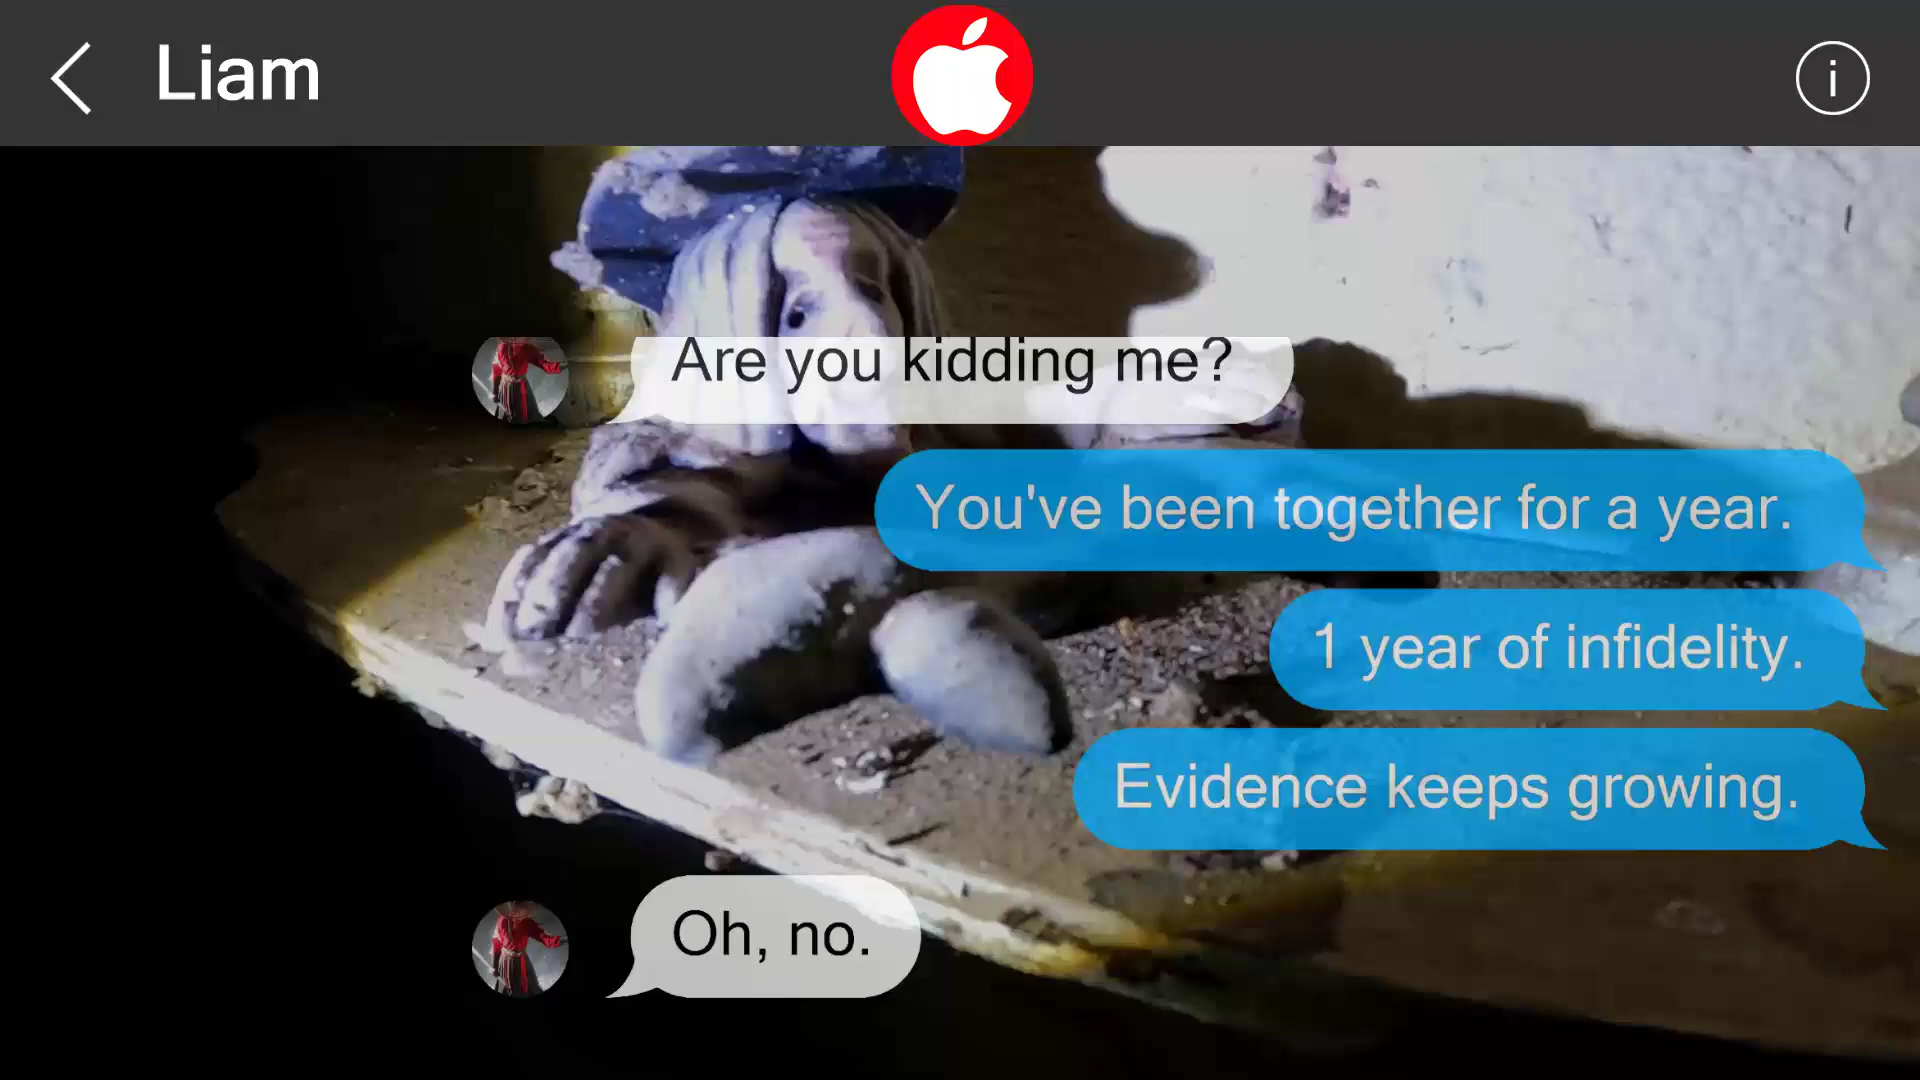 Liam
Are you kidding me?
You've been together for a year.
1 year of infidelity.
Evidence keeps growing.
Oh, no.